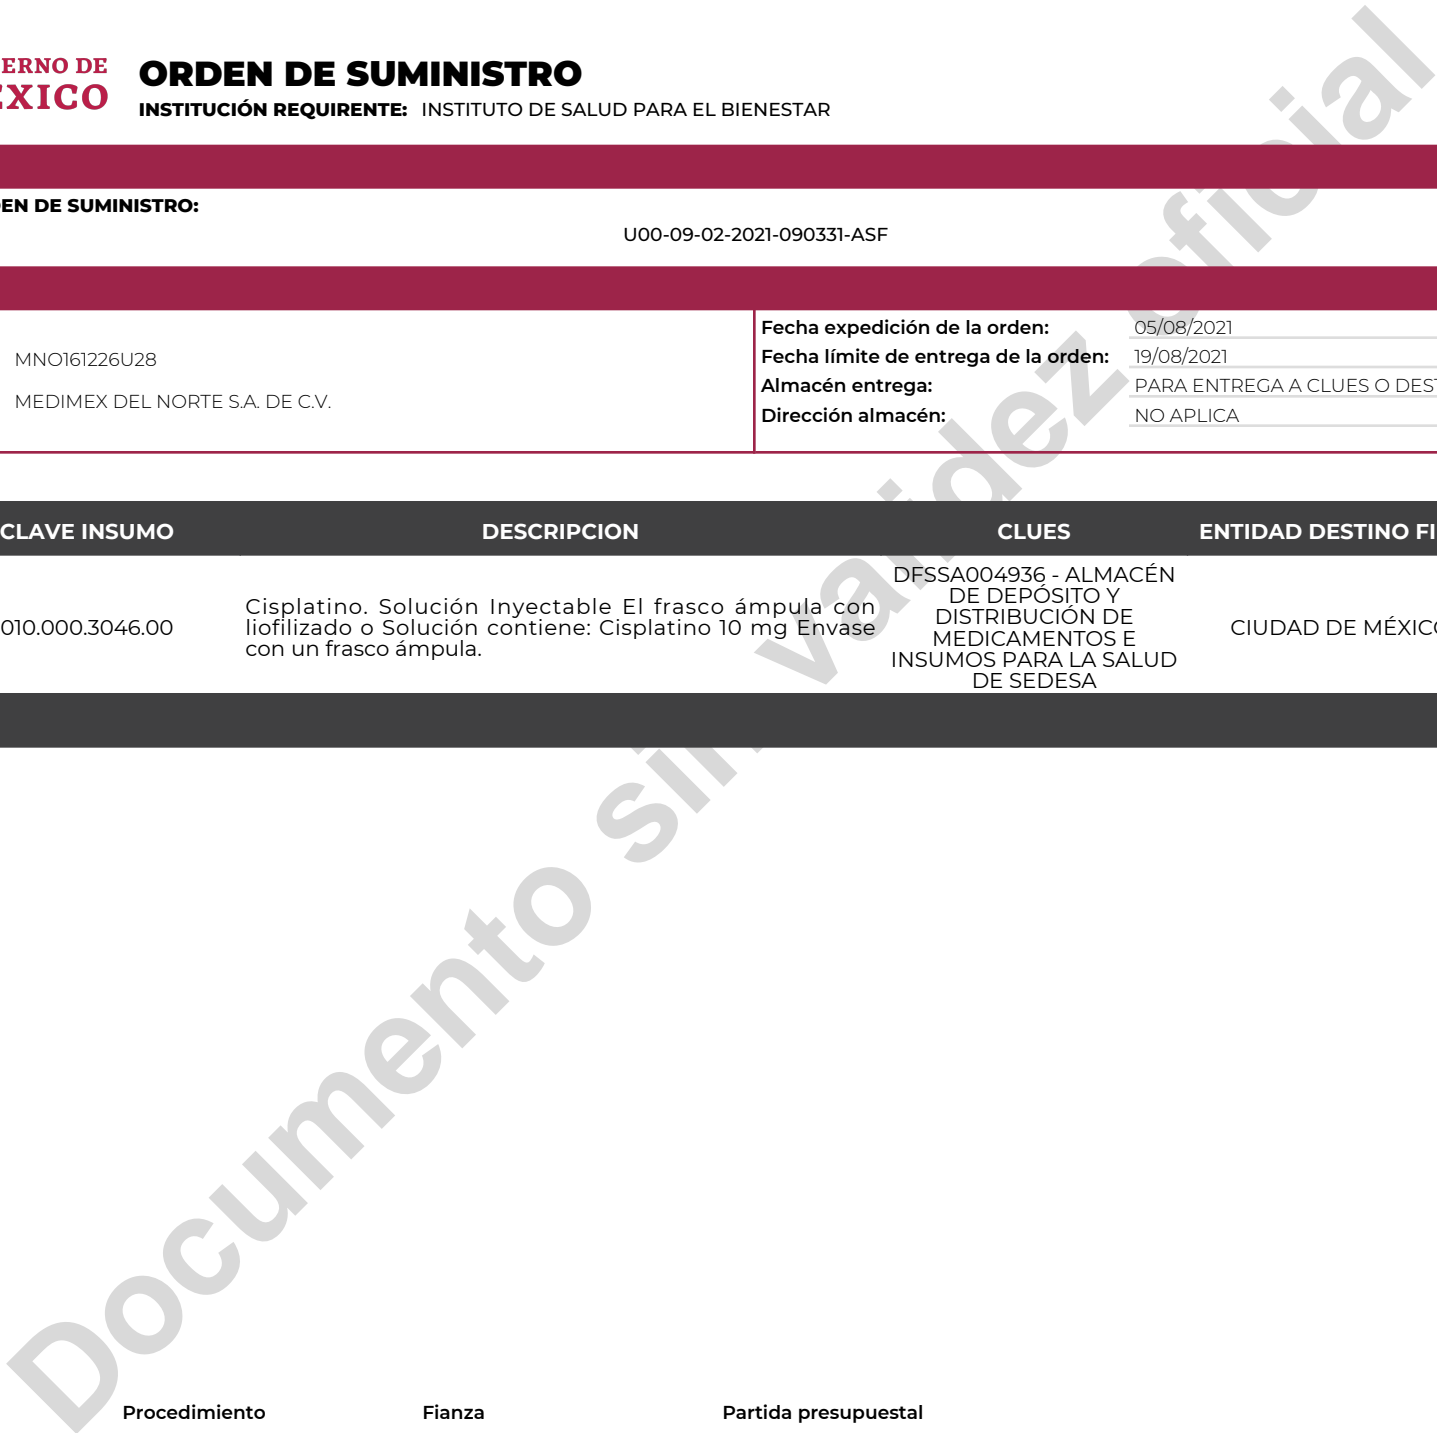 ERNO DE
ÉXICO
ORDEN DE SUMINISTRO
INSTITUCIÓN REQUIRENTE: INSTITUTO DE SALUD PARA EL BIENESTAR
EN DE SUMINISTRO:
U00-09-02-2021-090331-ASF
MNO161226U28
MEDIMEX DEL NORTE S.A. DE C.V.
Fecha expedición de la orden: 05/08/2021
Fecha límite de entrega de la orden: 19/08/2021
Almacén entrega: PARA ENTREGA A CLUES O DEST
Dirección almacén: NO APLICA
CLAVE INSUMO DESCRIPCION CLUES ENTIDAD DESTINO FI
010.000.3046.00
Cisplatino. Solución Inyectable El frasco ámpula con
liofilizado o Solución contiene: Cisplatino 10 mg Envase
con un frasco ámpula.
DFSSA004936 - ALMACÉN
DE DEPÓSITO Y
DISTRIBUCIÓN DE
MEDICAMENTOS E
INSUMOS PARA LA SALUD
DE SEDESA
CIUDAD DE MÉXICO
Documento sin validez oficial
Procedimiento Fianza Partida presupuestal